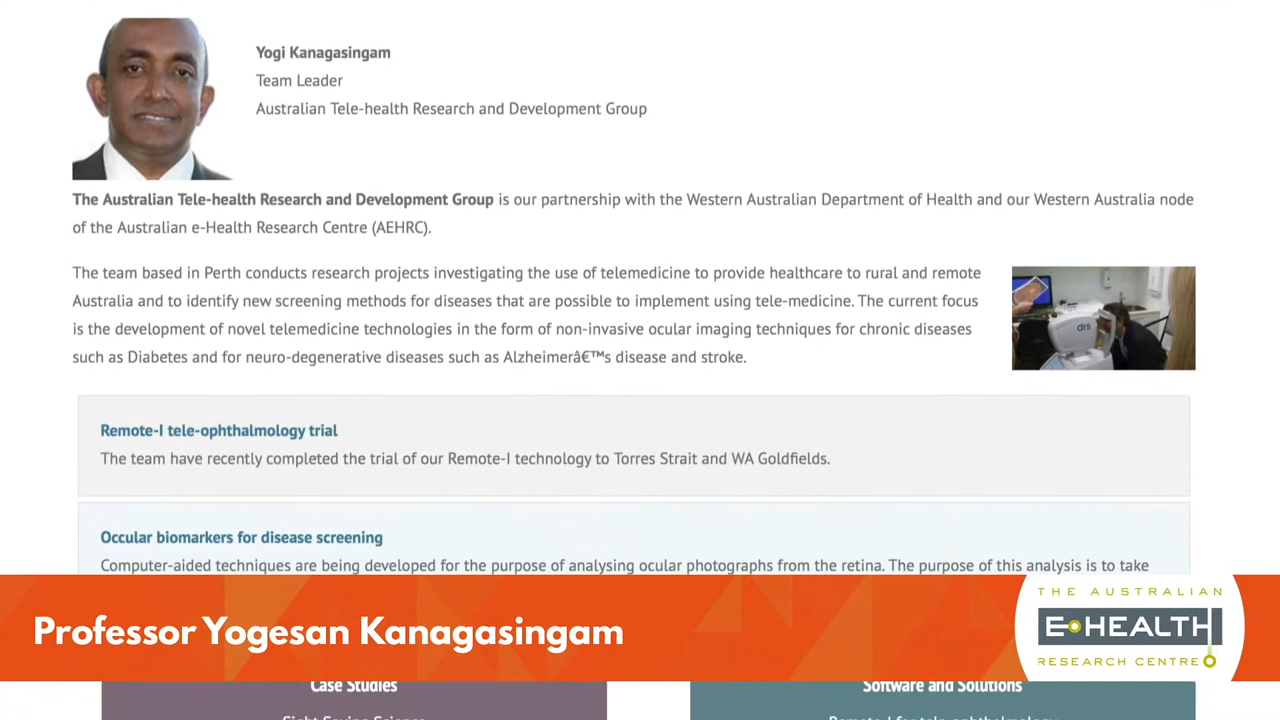 Yogi Kanagasingam
Team Leader
Australian Tele-health Research and Development Group
The Australian Tele-health Research and Development Group is our partnership with the Western Australian Department of Health and our Western Australia node
of the Australian e-Health Research Centre (AEHRC).
The team based in Perth conducts research projects investigating the use of telemedicine to provide healthcare to rural and remote
Australia and to identify new screening methods for diseases that are possible to implement using tele-medicine. The current focus
is the development of novel telemedicine technologies in the form of non-invasive ocular imaging techniques for chronic diseases
such as Diabetes and for neuro-degenerative diseases such as Alzheimerâ€™s disease and stroke.
drs
Remote-I tele-ophthalmology trial
The team have recently completed the trial of our Remote-I technology to Torres Strait and WA Goldfields.
Ocular biomarkers for disease screening
Computer-aided techniques are being developed for the purpose of analysing ocular photographs from the retina. The purpose of this analysis is to take
Professor Yogesan Kanagasingam
THE AUSTRALIAN
E-HEALTH
RESEARCH CENTRE
Case Studies
Software and Solutions
Sight Saving Science
Remote-I for tele-ophthalmology